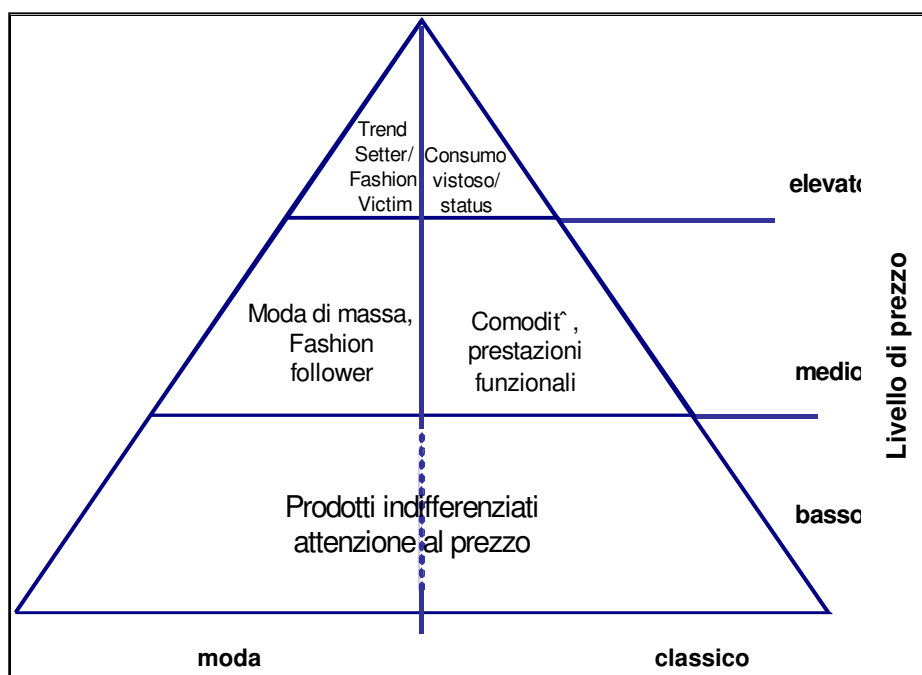 Trend
Setter/
Fashion
Victim
Consumo
vistoso/
status
elevato
Moda di massa,
Fashion
follower
Comoditˆ ,
prestazioni
funzionali
medio
Livello di prezzo
Prodotti indifferenziati
attenzione al prezzo
basso
moda
classico